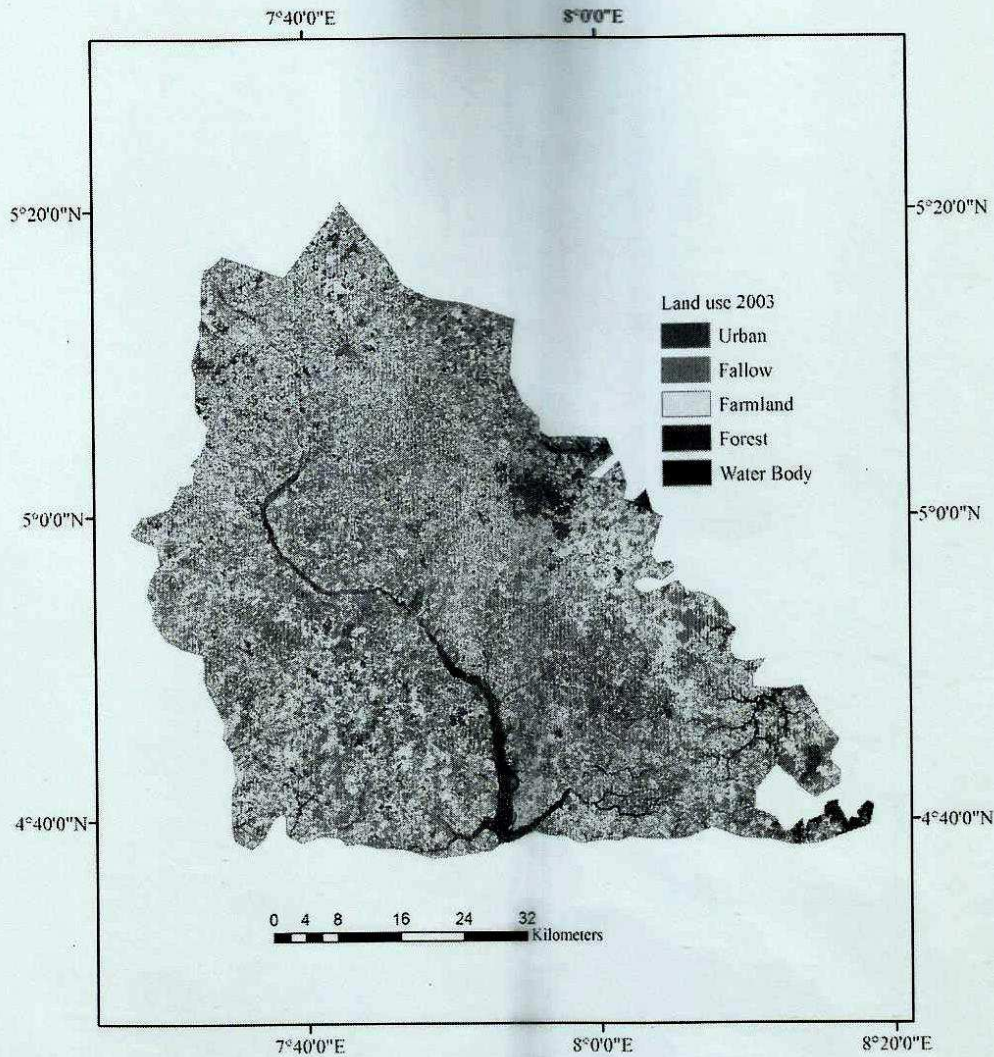 7°40'0"E 8°0'0"E
5°20'0"N 5°20'0"N
Land use 2003
Urban
Fallow
Farmland
Forest
Water Body
5°0'0"N 5°0'0"N
4°40'0"N 4°40'0"N
0 4 8 16 24 32
Kilometers
7°40'0"E 8°0'0"E 8°20'0"E